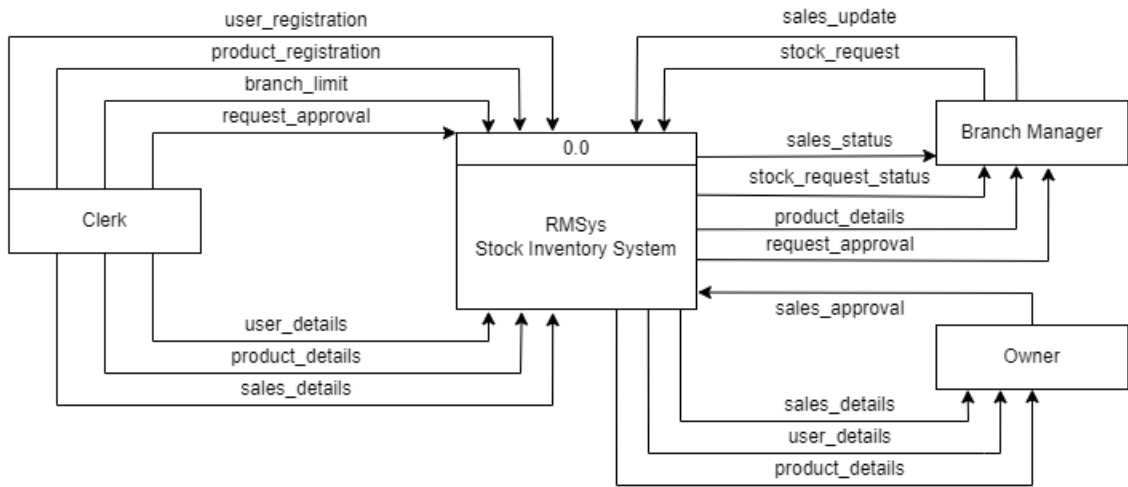 user_registration
product_registration
branch_limit
request_approval
Clerk
user_details
product_details
sales_details
0.0
RMSys
Stock Inventory System
sales_update
stock_request
Branch Manager
sales_status
stock_request_status
product_details
request_approval
sales_approval
Owner
sales_details
user_details
product_details